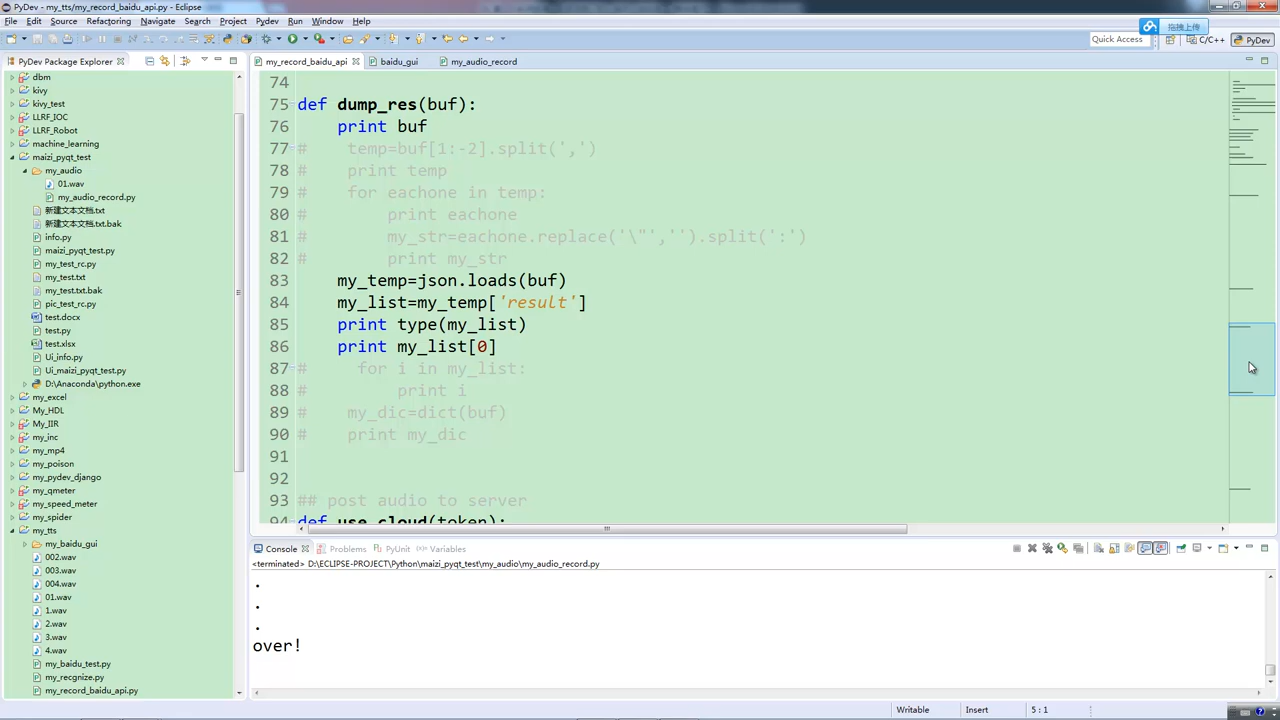 PyDev - my_tts/my_record_baidu_api.py - Eclipse
File Edit Source Refactoring Navigate Search Project Pydev Run Window Help
拖拽上传
Quick Access
C/C++
PyDev
PyDev Package Explorer
my_record_baidu_api
baidu_gui
my_audio_record
dbm
kivy
kivy_test
LLRF_IOC
LLRF_Robot
machine_learning
maizi_pyqt_test
my_audio
01.wav
my_audio_record.py
新建文本文档.txt
新建文本文档.txt.bak
info.py
maizi_pyqt_test.py
my_test_rc.py
my_test.txt
my_test.txt.bak
pic_test_rc.py
test.docx
test.py
test.xlsx
Ui_info.py
Ui_maizi_pyqt_test.py
D:\Anaconda\python.exe
my_excel
My_HDL
My_IIR
my_inc
my_mp4
my_poison
my_pydev_django
my_qmeter
my_speed_meter
my_spider
my_tts
my_baidu_gui
002.wav
003.wav
004.wav
01.wav
1.wav
2.wav
3.wav
4.wav
my_baidu_test.py
my_recgnize.py
my_record_baidu_api.py
74
75 def dump_res(buf):
76 print buf
77 # temp=buf[1:-2].split(',')
78 # print temp
79 # for eachone in temp:
80 # print eachone
81 # my_str=eachone.replace('\"','').split(':')
82 # print my_str
83 my_temp=json.loads(buf)
84 my_list=my_temp['result']
85 print type(my_list)
86 print my_list[0]
87 # for i in my_list:
88 # print i
89 # my_dic=dict(buf)
90 # print my_dic
91
92
93 ## post audio to server
94 def use_cloud(token):
Console Problems PyUnit Variables
<terminated> D:\ECLIPSE-PROJECT\Python\maizi_pyqt_test\my_audio\my_audio_record.py
.
.
.
over!
Writable Insert 5 : 1